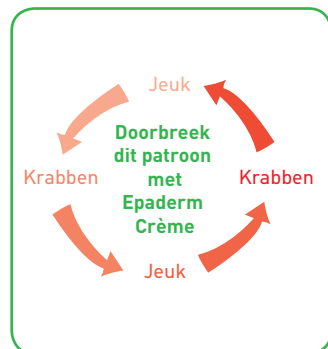 Jeuk
Doorbreek
dit patroon
met
Epaderm
Crème
Krabben
Krabben
Jeuk